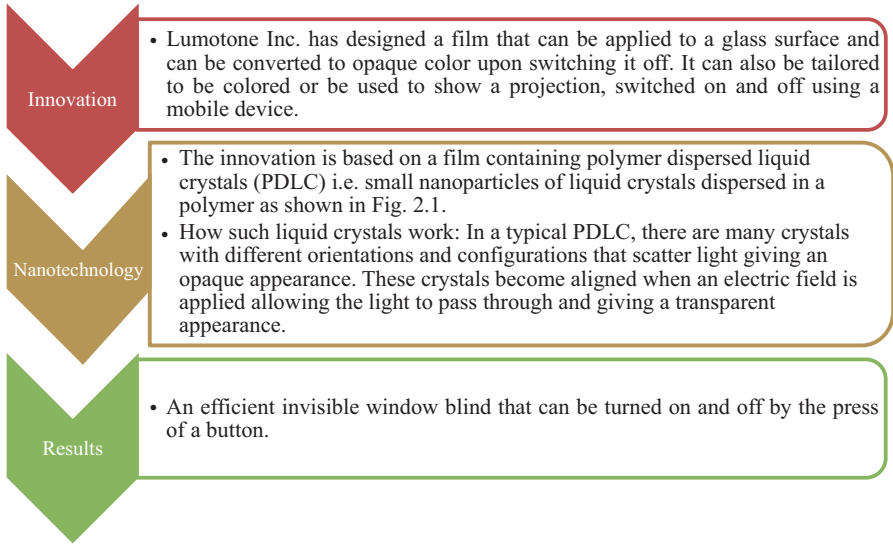 Innovation
• Lumotone Inc. has designed a film that can be applied to a glass surface and
can be converted to opaque color upon switching it off. It can also be tailored
to be colored or be used to show a projection, switched on and off using a
mobile device.
Nanotechnology
• The innovation is based on a film containing polymer dispersed liquid
crystals (PDLC) i.e. small nanoparticles of liquid crystals dispersed in a
polymer as shown in Fig. 2.1.
• How such liquid crystals work: In a typical PDLC, there are many crystals
with different orientations and configurations that scatter light giving an
opaque appearance. These crystals become aligned when an electric field is
applied allowing the light to pass through and giving a transparent
appearance.
Results
• An efficient invisible window blind that can be turned on and off by the press
of a button.